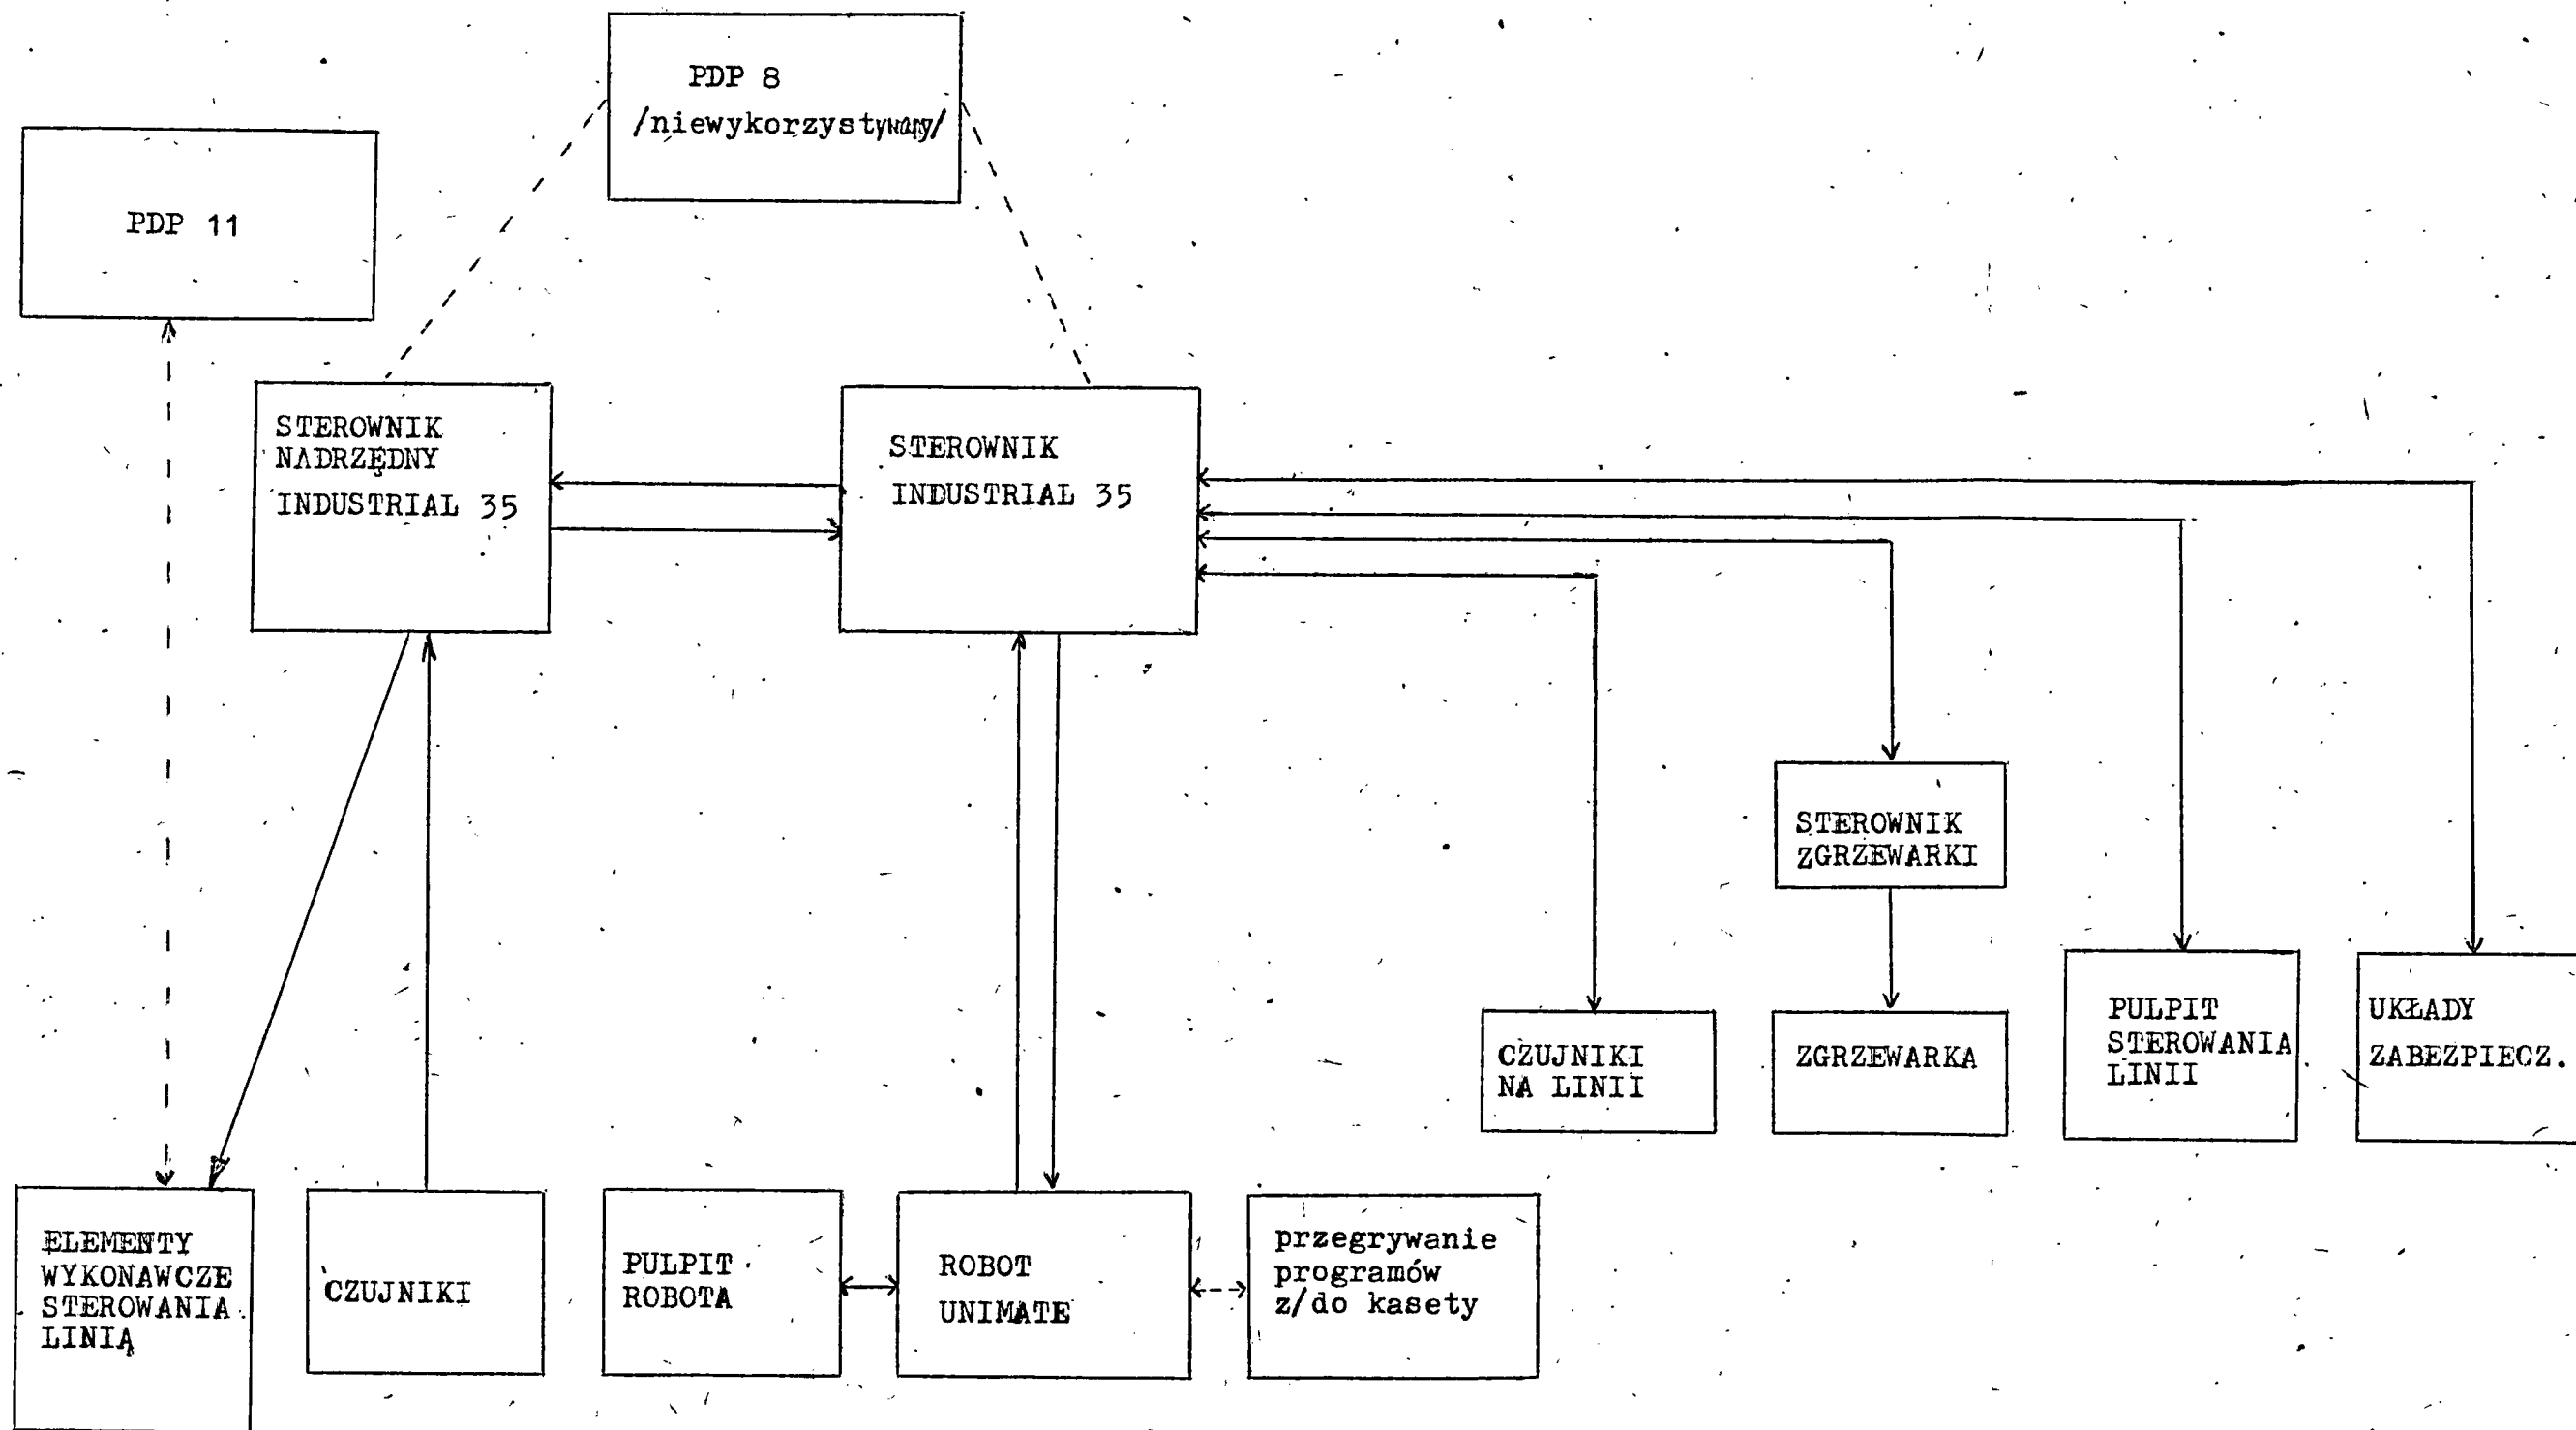 PDP 8
/niewykorzystywany/
PDP 11
STEROWNIK
NADRZĘDNY
INDUSTRIAL 35
STEROWNIK
INDUSTRIAL 35
STEROWNIK
ZGRZEWARKI
CZUJNIKI
NA LINII
ZGRZEWARKA
PULPIT
STEROWANIA
LINII
UKŁADY
ZABEZPIECZ.
ELEMENTY
WYKONAWCZE
STEROWANIA
LINIĄ
CZUJNIKI
PULPIT
ROBOTA
ROBOT
UNIMATE
przegrywanie
programów
z/do kasety